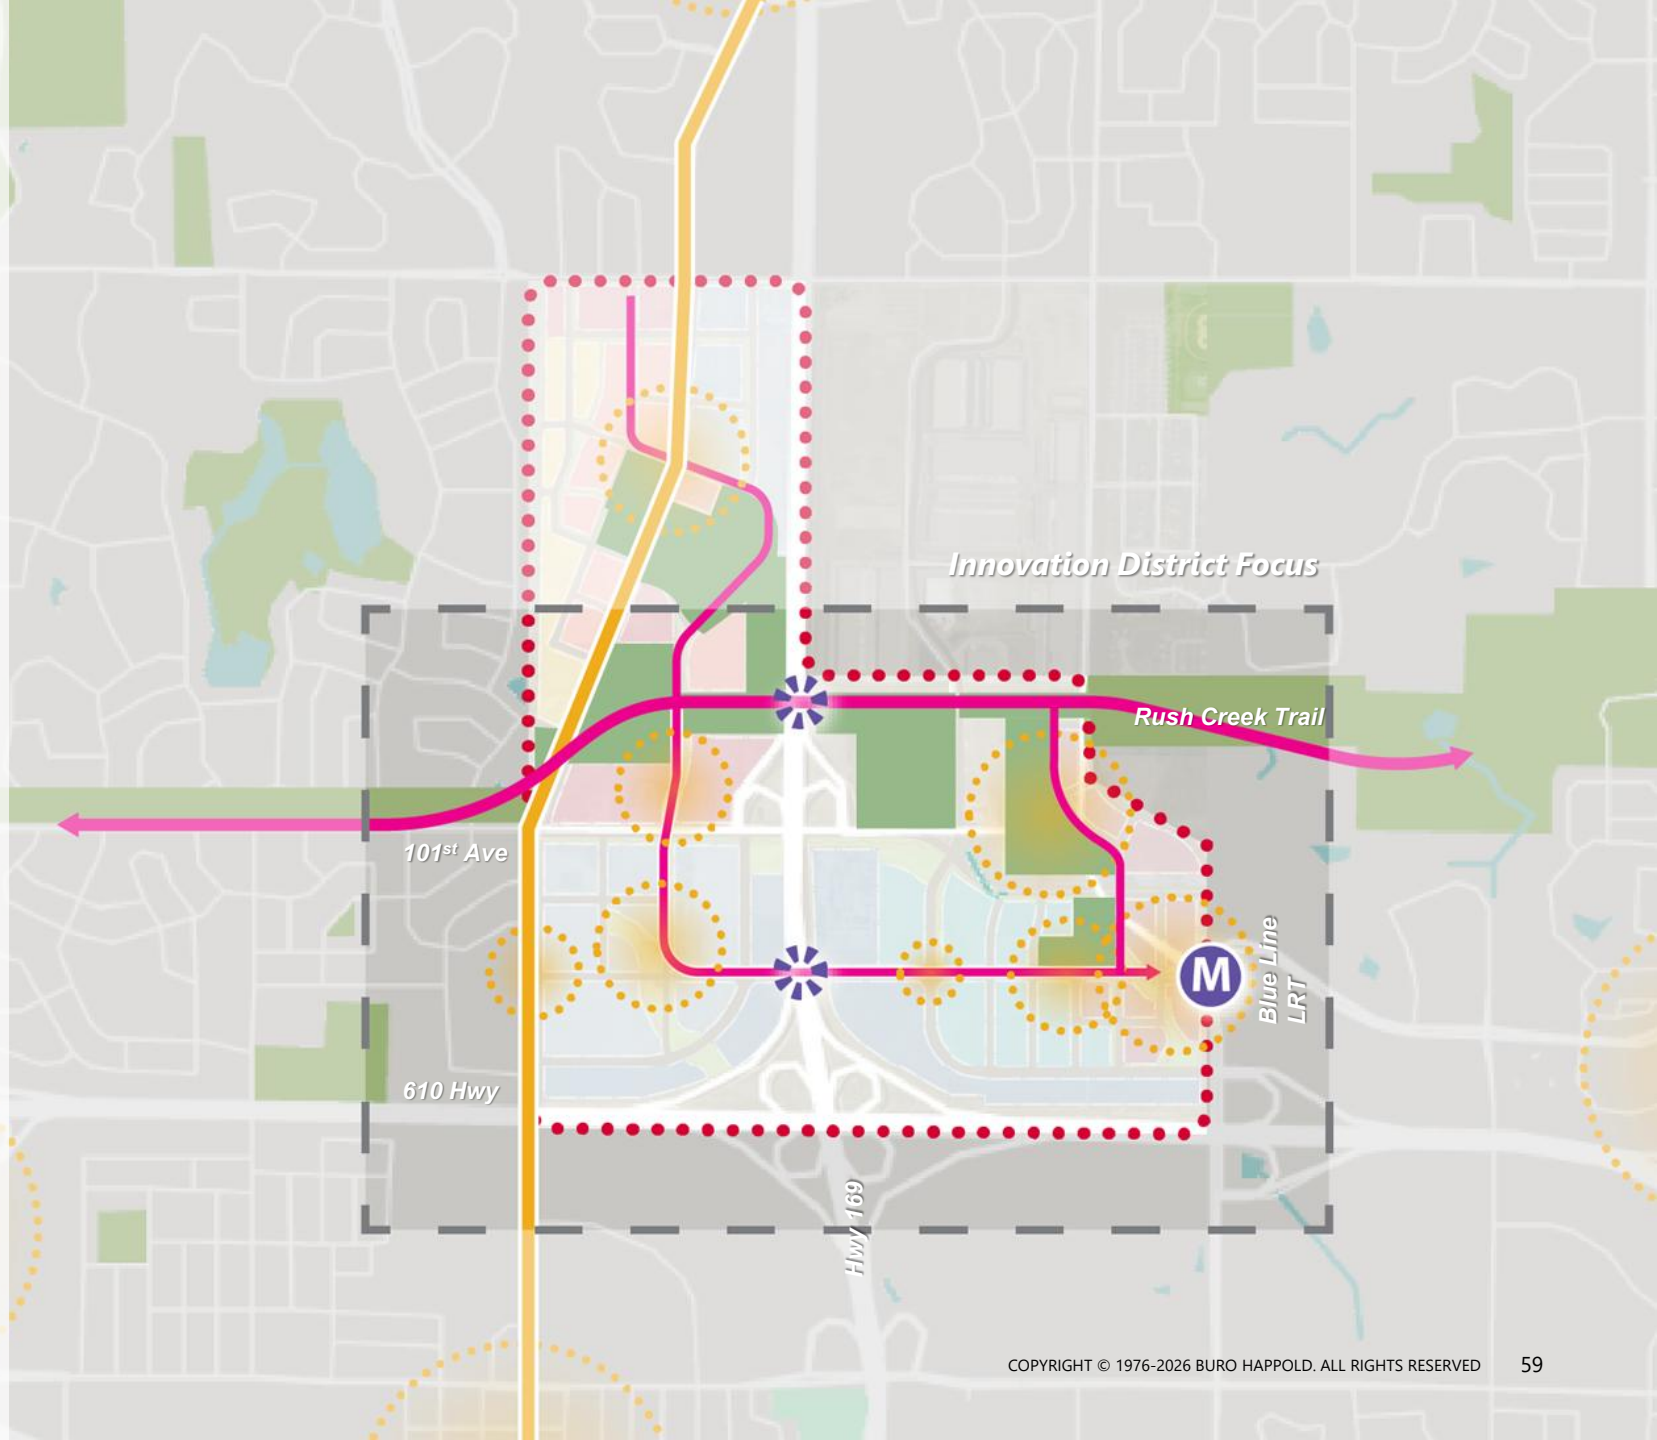 Innovation District Focus
Rush Creek Trail
101st Ave
M
Blue Line
LRT
610 Hwy
Hwy 169
COPYRIGHT © 1976-2026 BURO HAPPOLD. ALL RIGHTS RESERVED 59